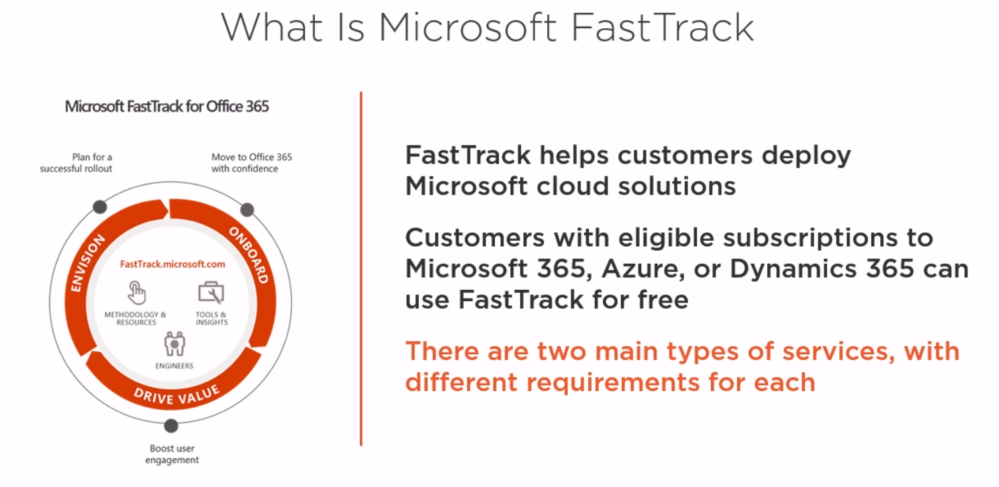 What Is Microsoft FastTrack
Microsoft FastTrack for Office 365
Plan for a
successful rollout
Move to Office 365
with confidence
ENVISION
ONBOARD
FastTrack.microsoft.com
METHODOLOGY &
RESOURCES
TOOLS &
INSIGHTS
ENGINEERS
DRIVE VALUE
Boost user
engagement
FastTrack helps customers deploy
Microsoft cloud solutions
Customers with eligible subscriptions to
Microsoft 365, Azure, or Dynamics 365 can
use FastTrack for free
There are two main types of services, with
different requirements for each